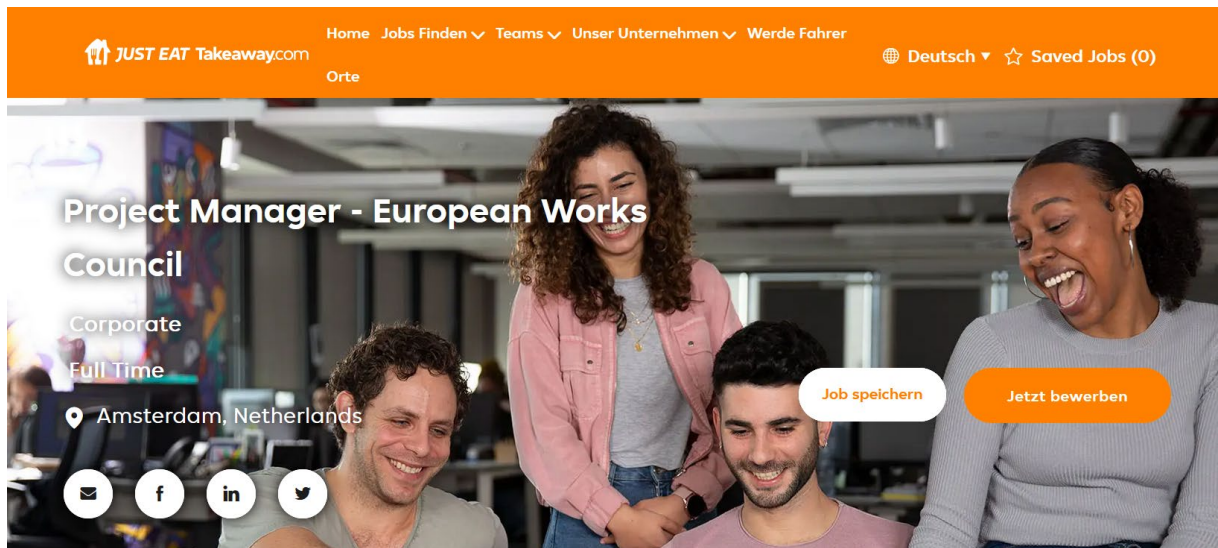 JUST EAT Takeaway.com
Home Jobs Finden Teams Unser Unternehmen Werde Fahrer
Orte
Deutsch Saved Jobs (0)
Project Manager - European Works
Council
Corporate
Full Time
Amsterdam, Netherlands
Job speichern
Jetzt bewerben